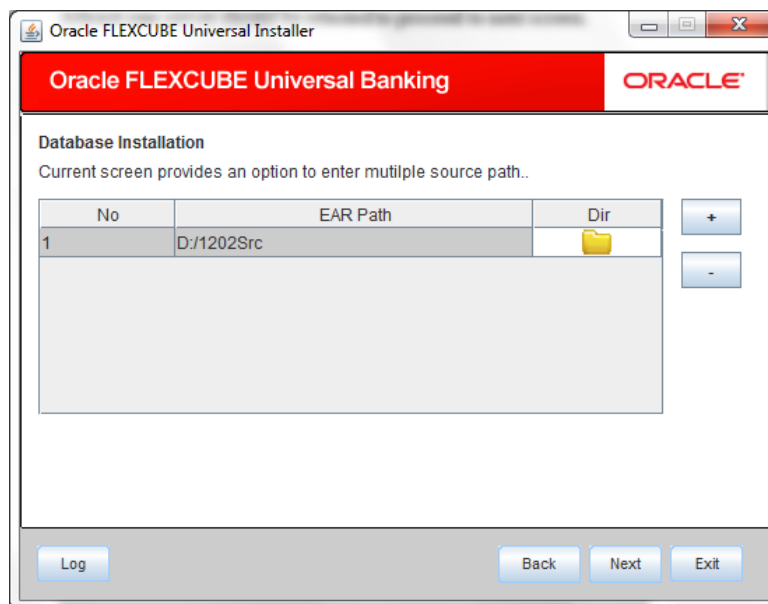 Oracle FLEXCUBE Universal Installer
Oracle FLEXCUBE Universal Banking
ORACLE
Database Installation
Current screen provides an option to enter mutilple source path..
No EAR Path Dir
+
1 D:/1202Src
-
Log Back Next Exit